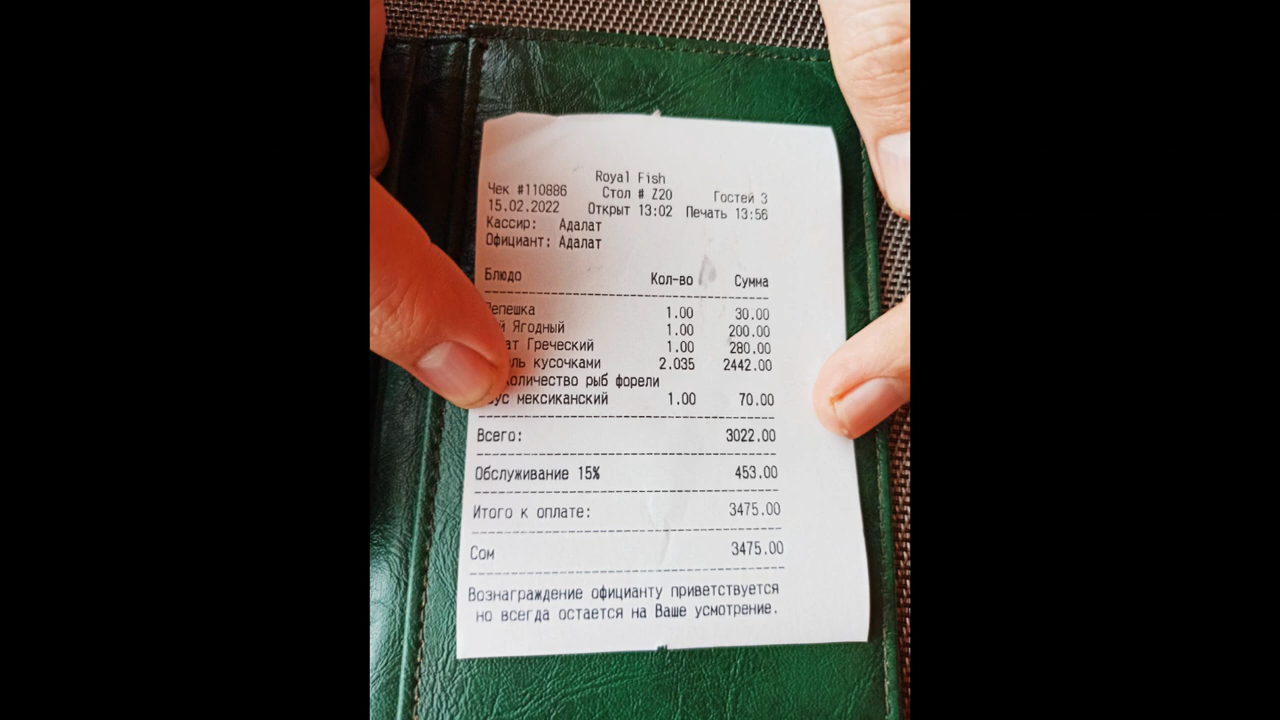 Royal Fish
Чек #110886 Стол # Z20 Гостей 3
15.02.2022 Открыт 13:02 Печать 13:56
Кассир: Адалат
Официант: Адалат
Блюдо Кол-во Сумма
Лепешка 1.00 30.00
Ягодный 1.00 200.00
Греческий 1.00 280.00
кусочками 2.035 2442.00
количество рыб форели
мексиканский 1.00 70.00
Всего: 3022.00
Обслуживание 15% 453.00
Итого к оплате: 3475.00
Сом 3475.00
Вознаграждение официанту приветствуется
но всегда остается на Ваше усмотрение.